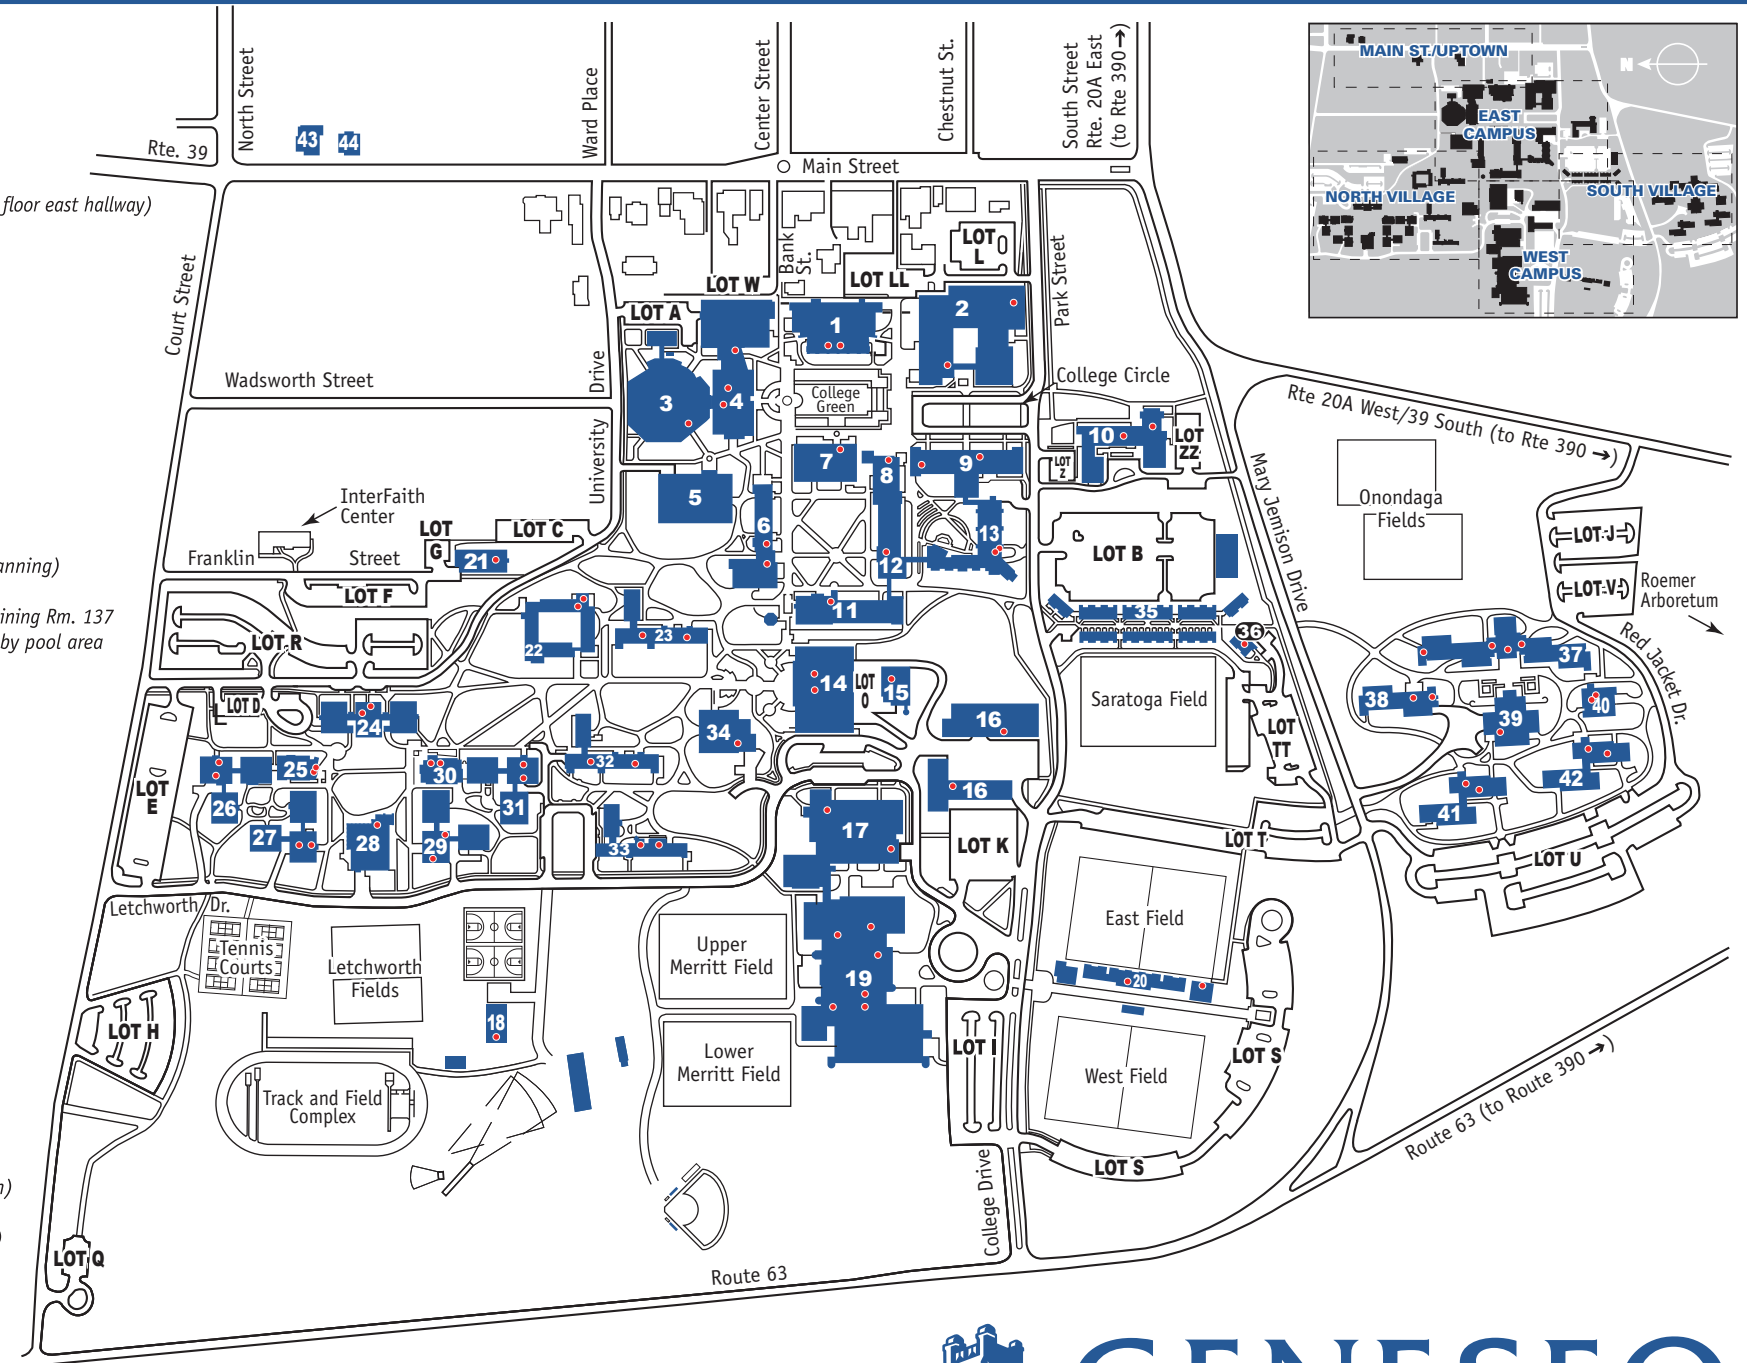 North Street
Ward Place
Center Street
Chestnut St.
South Street
Rte. 20A East
(to Rte 390→)
MAIN ST./UPTOWN
N
EAST
CAMPUS
NORTH VILLAGE
SOUTH VILLAGE
WEST
CAMPUS
43
44
Rte. 39
Main Street
floor east hallway)
Court Street
Bank
St.
LOT
L
Park Street
LOT W
LOT LL
LOT A
1
2
Wadsworth Street
Drive
College Circle
3
4
College
Green
Rte 20A West/39 South (to Rte 390 →)
University
7
8
9
10
LOT
ZZ
LOT
Z
Mary Jemison Drive
InterFaith
Center
5
6
Onondaga
Fields
LOT
G
LOT C
Franklin
Street
21
13
LOT B
LOT J
anning)
12
LOT F
LOT V
Roemer
Arboretum
ining Rm. 137
by pool area
11
35
LOT R
22
23
36
37
Red Jacket Dr.
14
LOT
O
15
Saratoga Field
38
39
40
LOT D
24
34
16
LOT
TT
LOT
E
25
26
30
31
32
16
42
41
27
28
29
33
17
LOT K
LOT T
LOT U
Letchworth Dr.
Tennis
Courts
Letchworth
Fields
Upper
Merritt Field
East Field
19
20
LOT H
18
LOT I
LOT S
Lower
Merritt Field
West Field
Track and Field
Complex
Route 63 (to Route 390 →)
LOT S
College Drive
LOT Q
Route 63
GENESEO